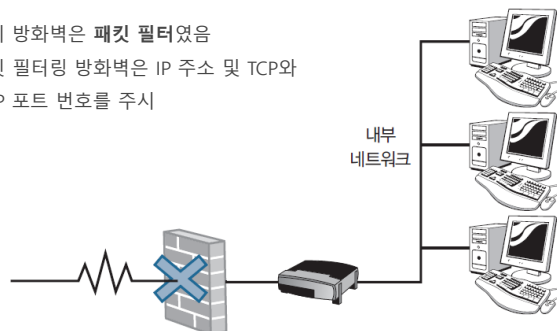 방화벽은 패킷 필터였음
필터링 방화벽은 IP 주소 및 TCP와
포트 번호를 주시
내부
네트워크